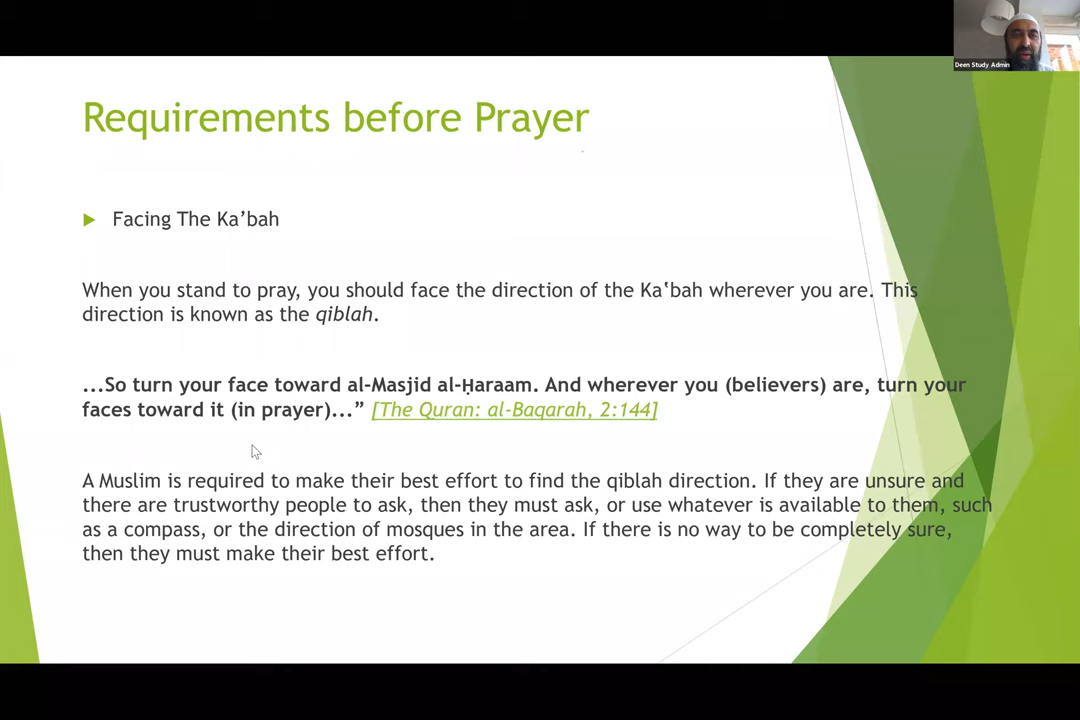 Deen Study Admin
Requirements before Prayer
Facing The Ka’bah
When you stand to pray, you should face the direction of the Kaʽbah wherever you are. This
direction is known as the qiblah.
...So turn your face toward al-Masjid al-Ḥaraam. And wherever you (believers) are, turn your
faces toward it (in prayer)...” [The Quran: al-Baqarah, 2:144]
A Muslim is required to make their best effort to find the qiblah direction. If they are unsure and
there are trustworthy people to ask, then they must ask, or use whatever is available to them, such
as a compass, or the direction of mosques in the area. If there is no way to be completely sure,
then they must make their best effort.